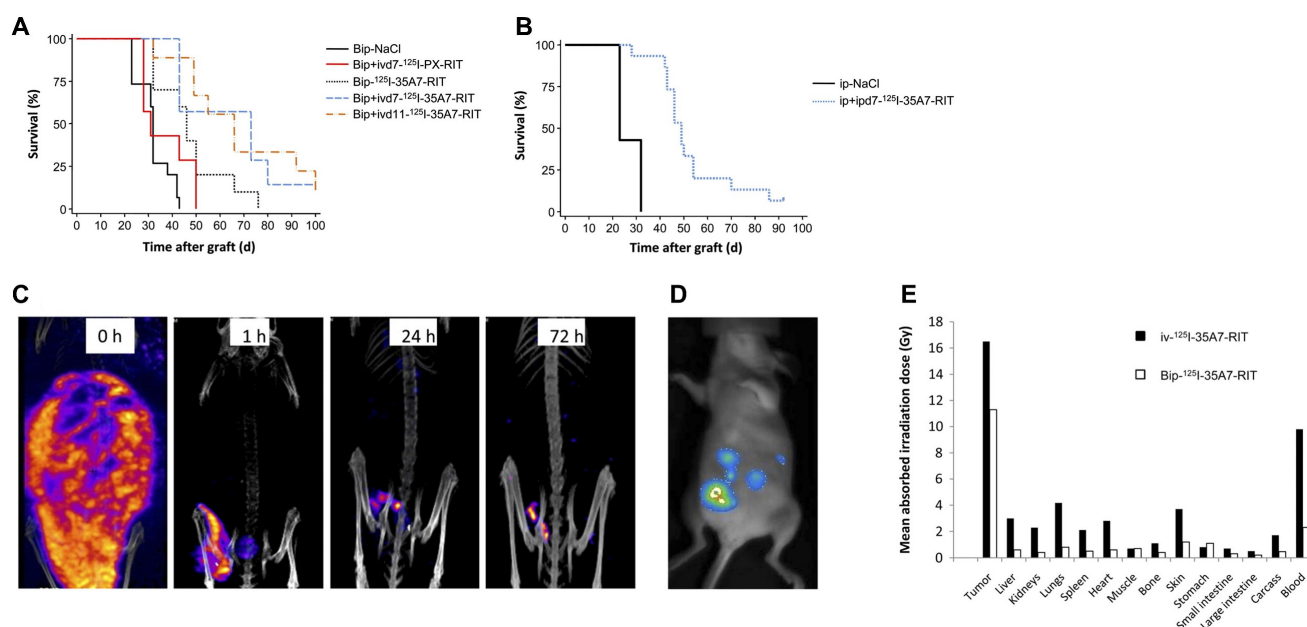 A
Survival (%)
100
75
50
25
0
0 10 20 30 40 50 60 70 80 90 100
Time after graft (d)
Bip-NaCl
Bip+ivd7-¹²⁵I-PX-RIT
Bip-¹²⁵I-35A7-RIT
Bip+ivd7-¹²⁵I-35A7-RIT
Bip+ivd11-¹²⁵I-35A7-RIT
B
Survival (%)
100
75
50
25
0
0 10 20 30 40 50 60 70 80 90 100
Time after graft (d)
ip-NaCl
ip+ipd7-¹²⁵I-35A7-RIT
C
0 h
1 h
24 h
72 h
D
E
Mean absorbed irradiation dose (Gy)
18
16
14
12
10
8
6
4
2
0
iv-¹²⁵I-35A7-RIT
Bip-¹²⁵I-35A7-RIT
Tumor
Liver
Kidneys
Lungs
Spleen
Heart
Muscle
Bone
Skin
Stomach
Small intestine
Large intestine
Carcass
Blood